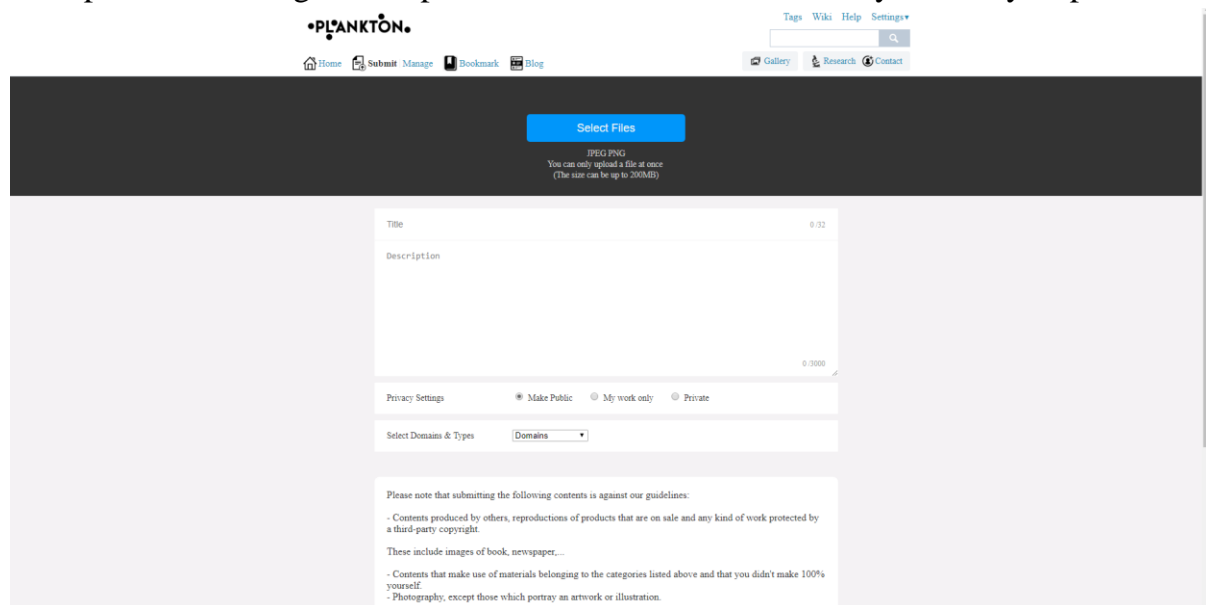 •PLANKTON.
Tags Wiki Help Settings▾
Home Submit Manage Bookmark Blog
Gallery Research Contact
Select Files
JPEG PNG
You can only upload a file at once
(The size can be up to 200MB)
Title 0 /32
Description
0 /3000
Privacy Settings Make Public My work only Private
Select Domains & Types Domains
Please note that submitting the following contents is against our guidelines:
- Contents produced by others, reproductions of products that are on sale and any kind of work protected by
a third-party copyright.
These include images of book, newspaper,...
- Contents that make use of materials belonging to the categories listed above and that you didn't make 100%
yourself.
- Photography, except those which portray an artwork or illustration.